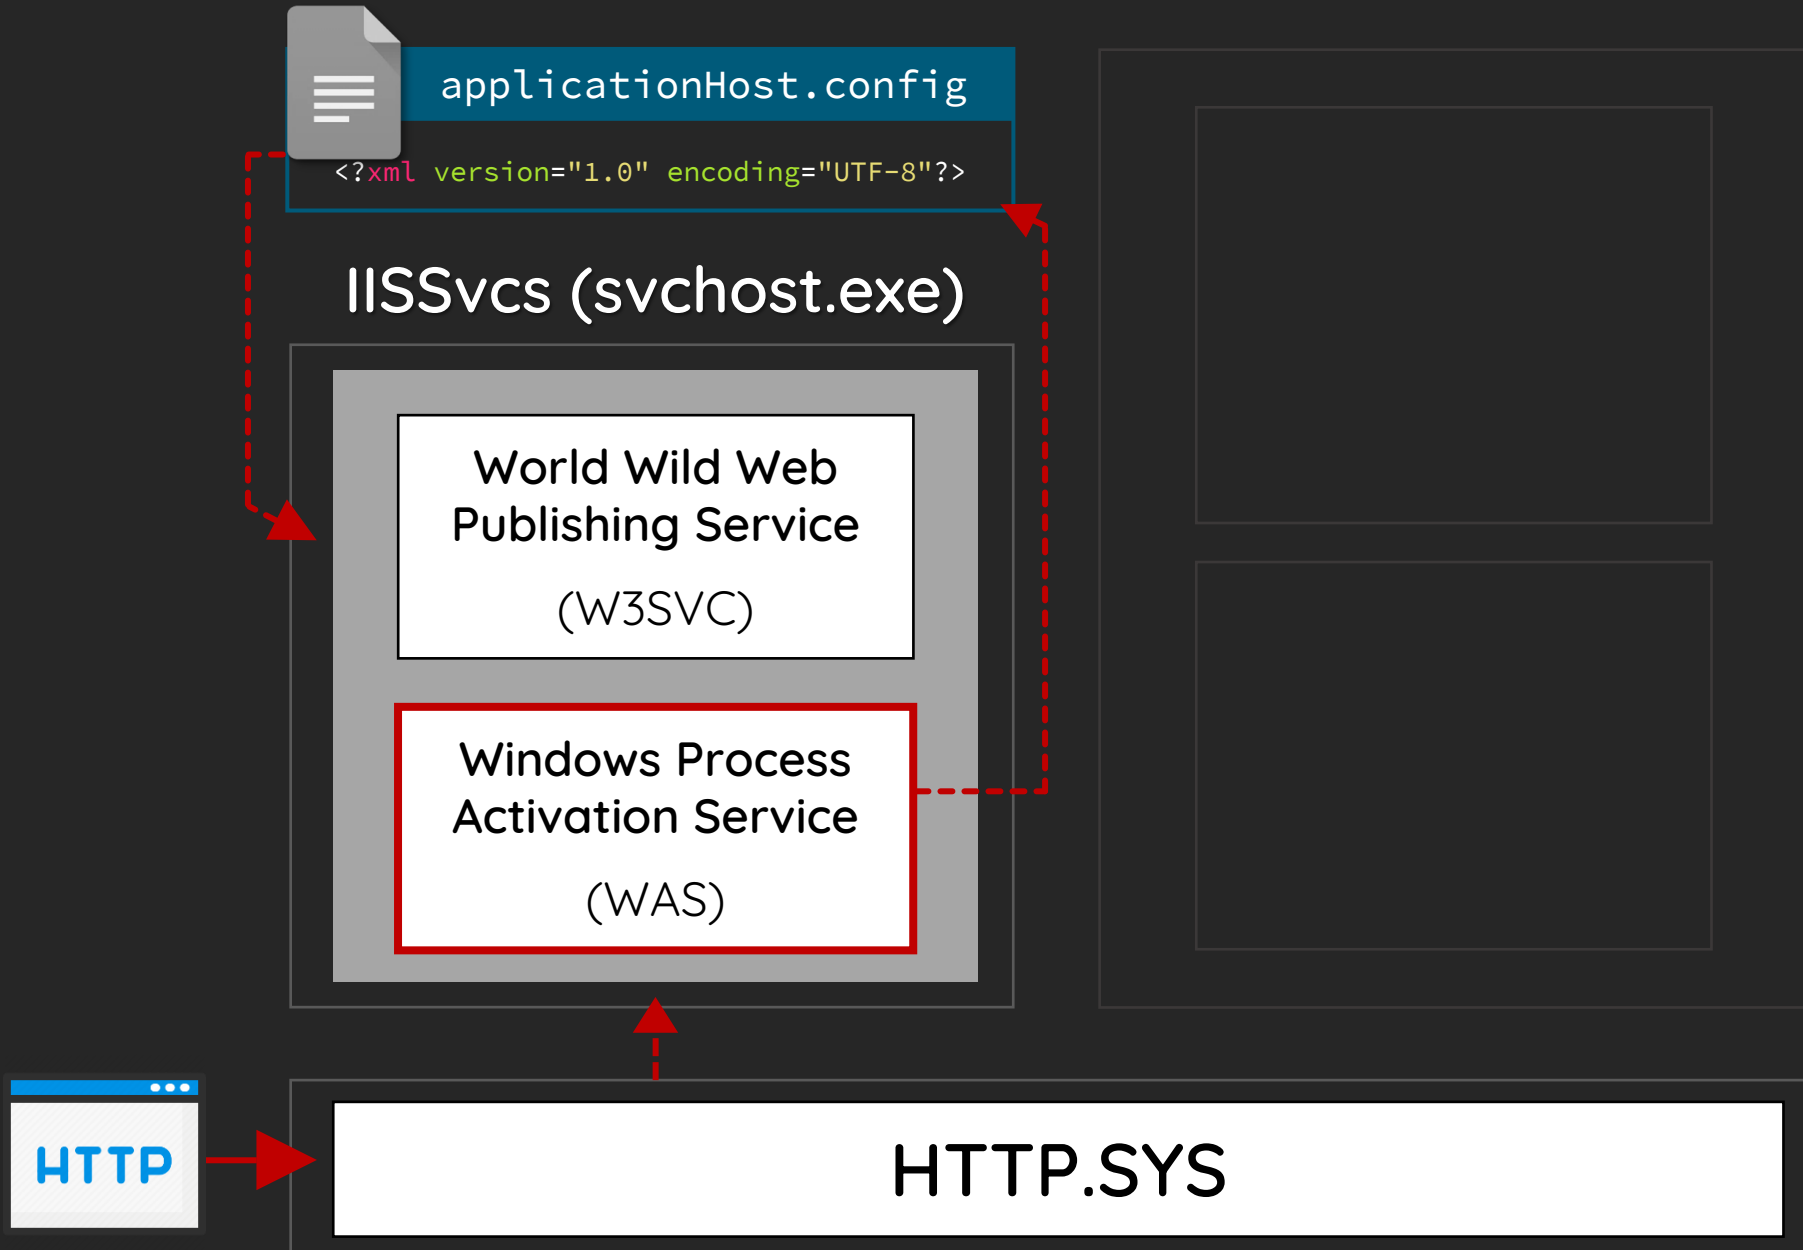 applicationHost.config
<?xml version="1.0" encoding="UTF-8"?>
IISSvcs (svchost.exe)
World Wild Web
Publishing Service
(W3SVC)
Windows Process
Activation Service
(WAS)
HTTP
HTTP.SYS